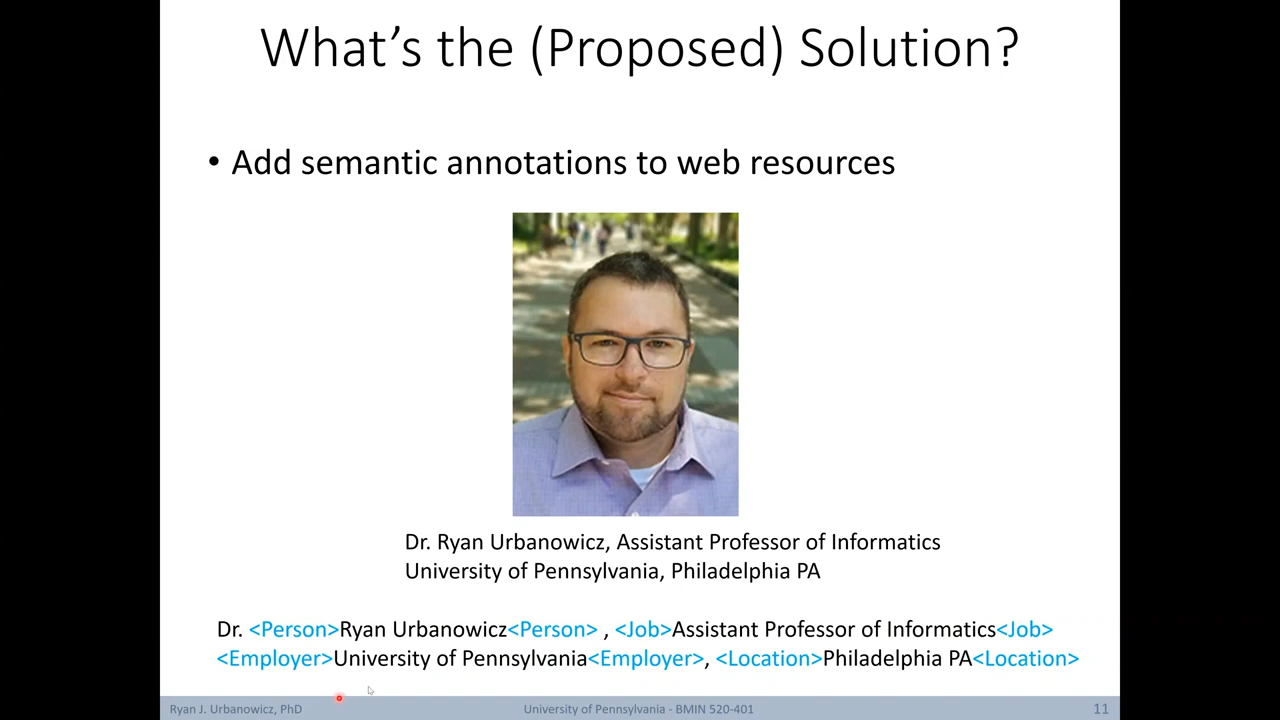 What's the (Proposed) Solution?
• Add semantic annotations to web resources
Dr. Ryan Urbanowicz, Assistant Professor of Informatics
University of Pennsylvania, Philadelphia PA
Dr. <Person>Ryan Urbanowicz<Person> , <Job>Assistant Professor of Informatics<Job>
<Employer>University of Pennsylvania<Employer>, <Location>Philadelphia PA<Location>
Ryan J. Urbanowicz, PhD
University of Pennsylvania - BMIN 520-401
11